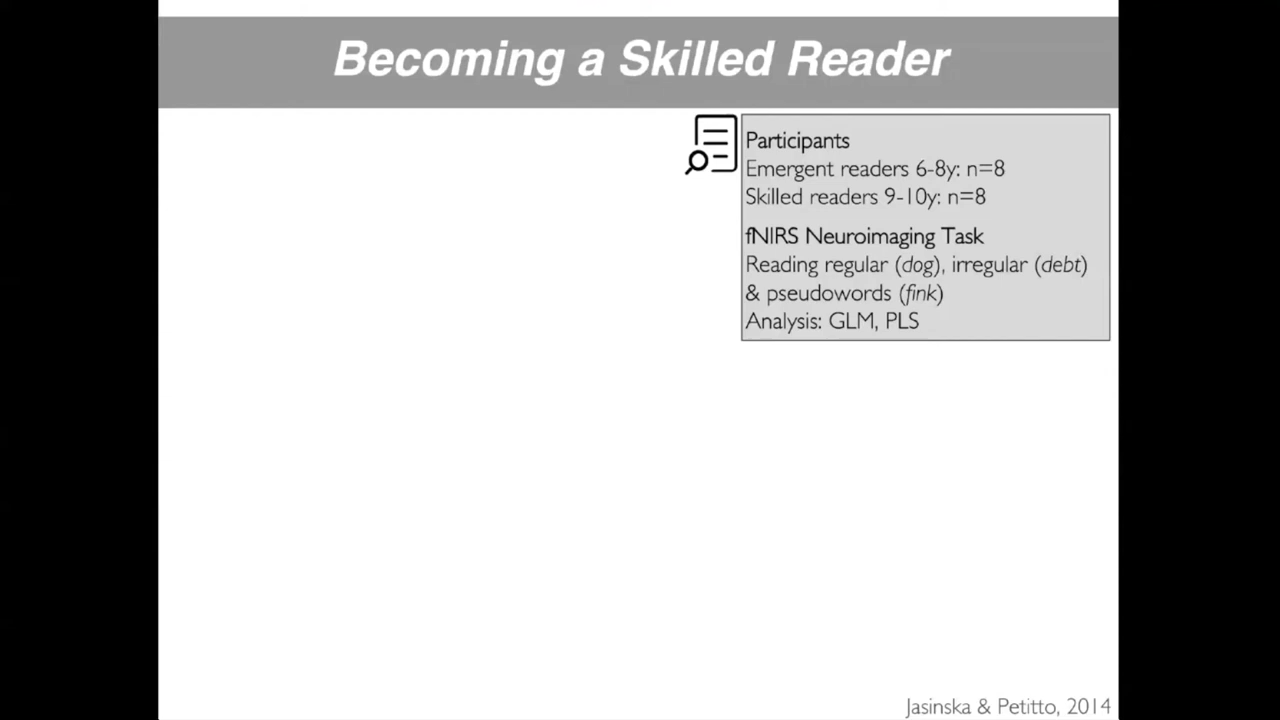 Becoming a Skilled Reader
Participants
Emergent readers 6-8y: n=8
Skilled readers 9-10y: n=8
fNIRS Neuroimaging Task
Reading regular (dog), irregular (debt)
& pseudowords (fink)
Analysis: GLM, PLS
Jasinska & Petitto, 2014